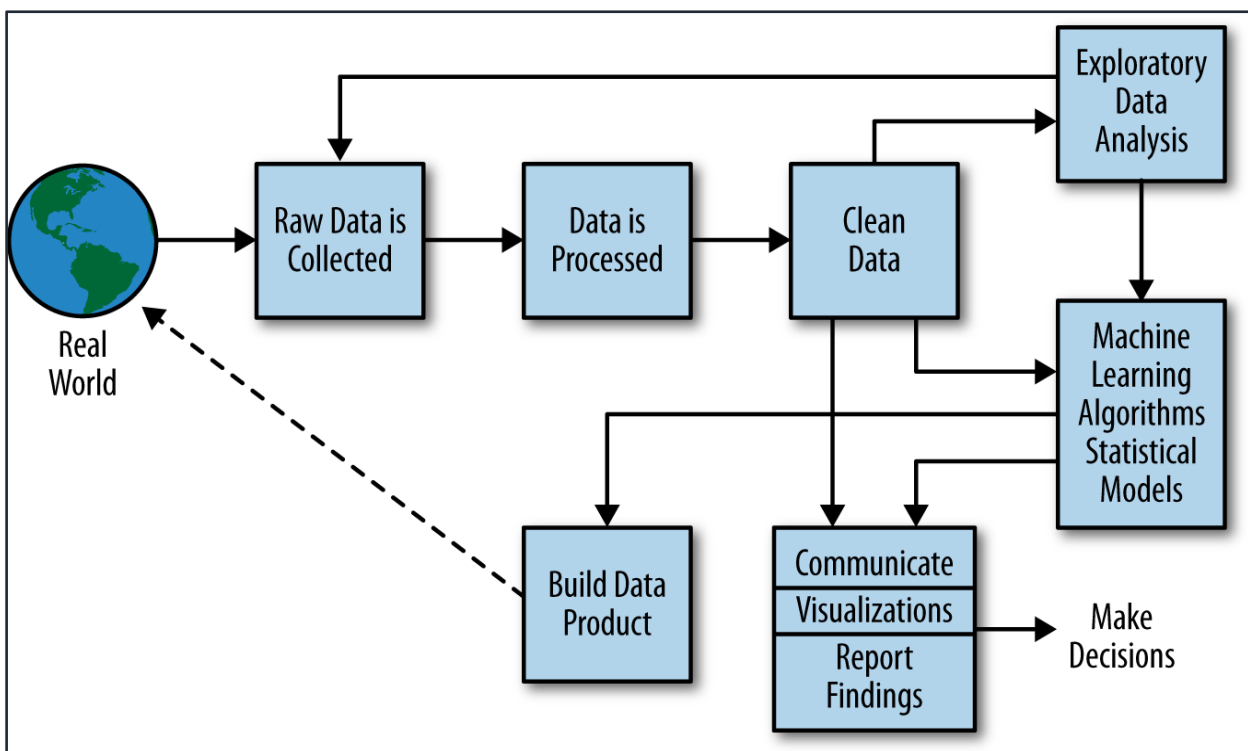 Real
World
Raw Data is
Collected
Data is
Processed
Clean
Data
Exploratory
Data
Analysis
Machine
Learning
Algorithms
Statistical
Models
Build Data
Product
Communicate
Visualizations
Report
Findings
Make
Decisions